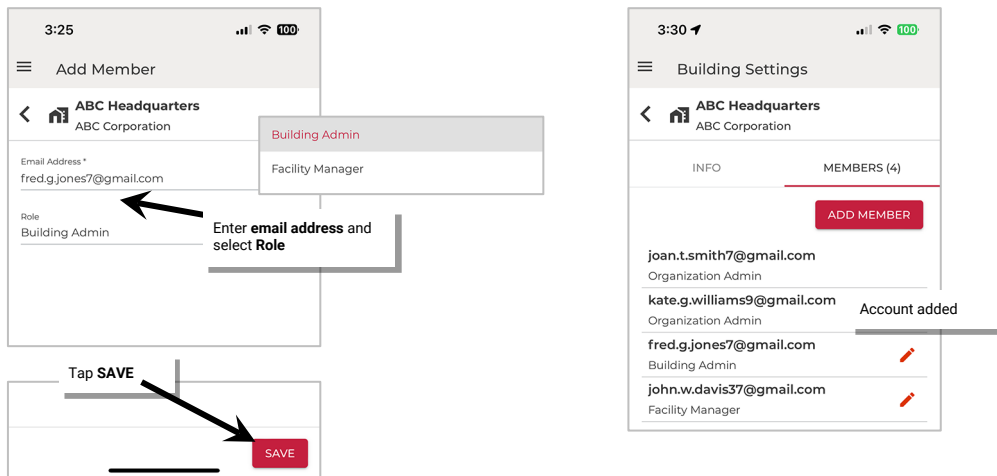 3:25
100
Add Member
ABC Headquarters
ABC Corporation
Email Address *
fred.g.jones7@gmail.com
Role
Building Admin
Building Admin
Facility Manager
Enter email address and
select Role
Tap SAVE
SAVE
3:30
100
Building Settings
ABC Headquarters
ABC Corporation
INFO
MEMBERS (4)
ADD MEMBER
joan.t.smith7@gmail.com
Organization Admin
kate.g.williams9@gmail.com
Organization Admin
Account added
fred.g.jones7@gmail.com
Building Admin
john.w.davis37@gmail.com
Facility Manager